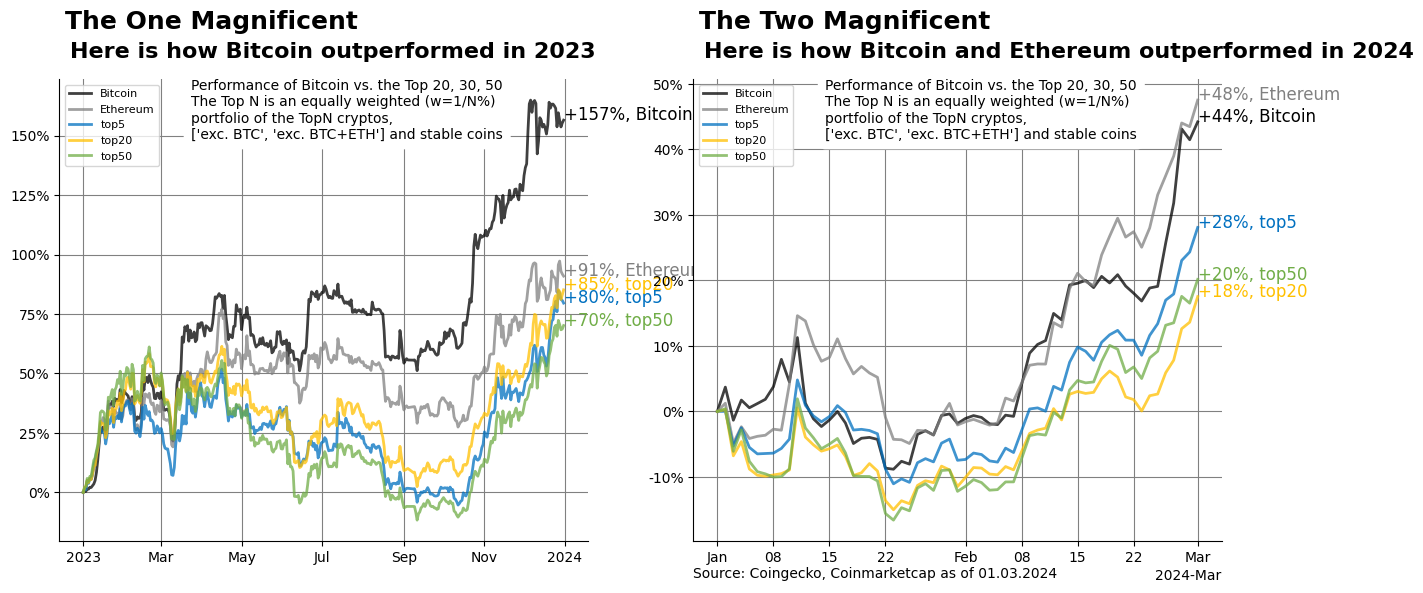 The One Magnificent
Here is how Bitcoin outperformed in 2023
Bitcoin
Ethereum
top5
top20
top50
Performance of Bitcoin vs. the Top 20, 30, 50
The Top N is an equally weighted (w=1/N%)
portfolio of the TopN cryptos,
['exc. BTC', 'exc. BTC+ETH'] and stable coins
150%
125%
100%
75%
50%
25%
0%
+157%, Bitcoin
+91%, Ethereum
+85%, top20
+80%, top5
+70%, top50
2023
Mar
May
Jul
Sep
Nov
2024
The Two Magnificent
Here is how Bitcoin and Ethereum outperformed in 2024
Bitcoin
Ethereum
top5
top20
top50
Performance of Bitcoin vs. the Top 20, 30, 50
The Top N is an equally weighted (w=1/N%)
portfolio of the TopN cryptos,
['exc. BTC', 'exc. BTC+ETH'] and stable coins
50%
40%
30%
20%
10%
0%
-10%
+48%, Ethereum
+44%, Bitcoin
+28%, top5
+20%, top50
+18%, top20
Jan
08
15
22
Feb
08
15
22
Mar
2024-Mar
Source: Coingecko, Coinmarketcap as of 01.03.2024